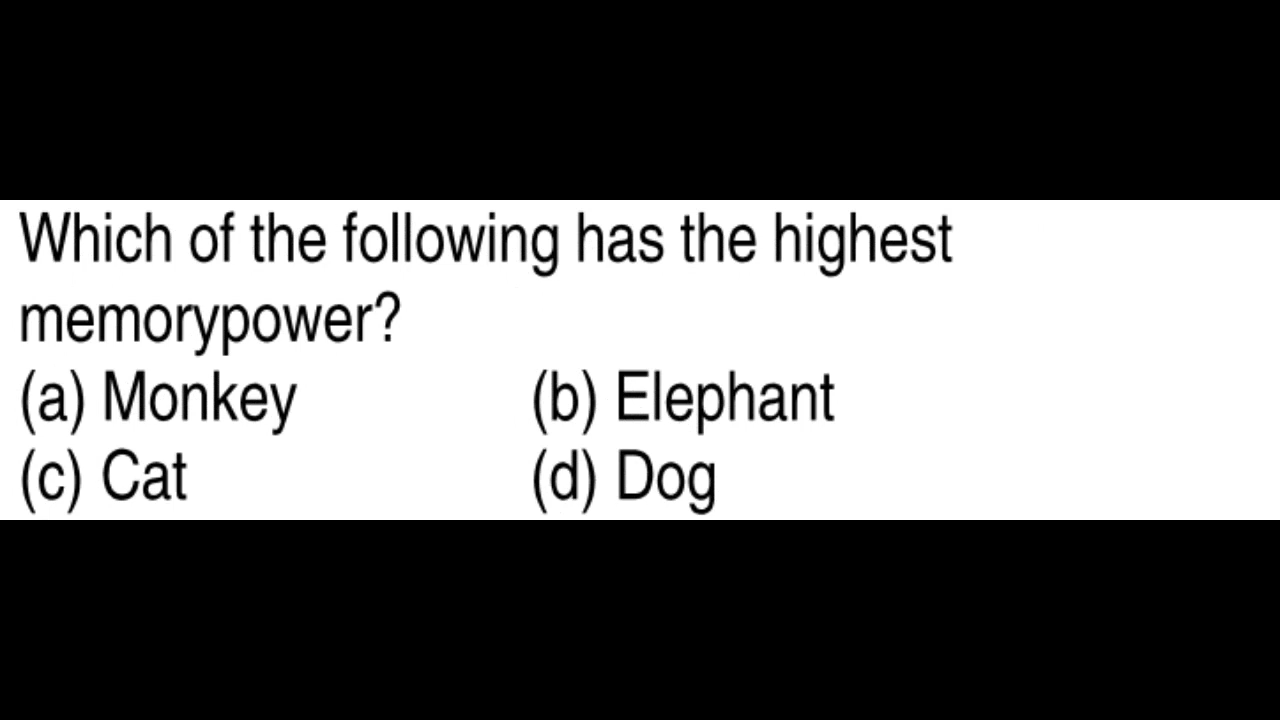 Which of the following has the highest
memorypower?
(a) Monkey (b) Elephant
(c) Cat (d) Dog